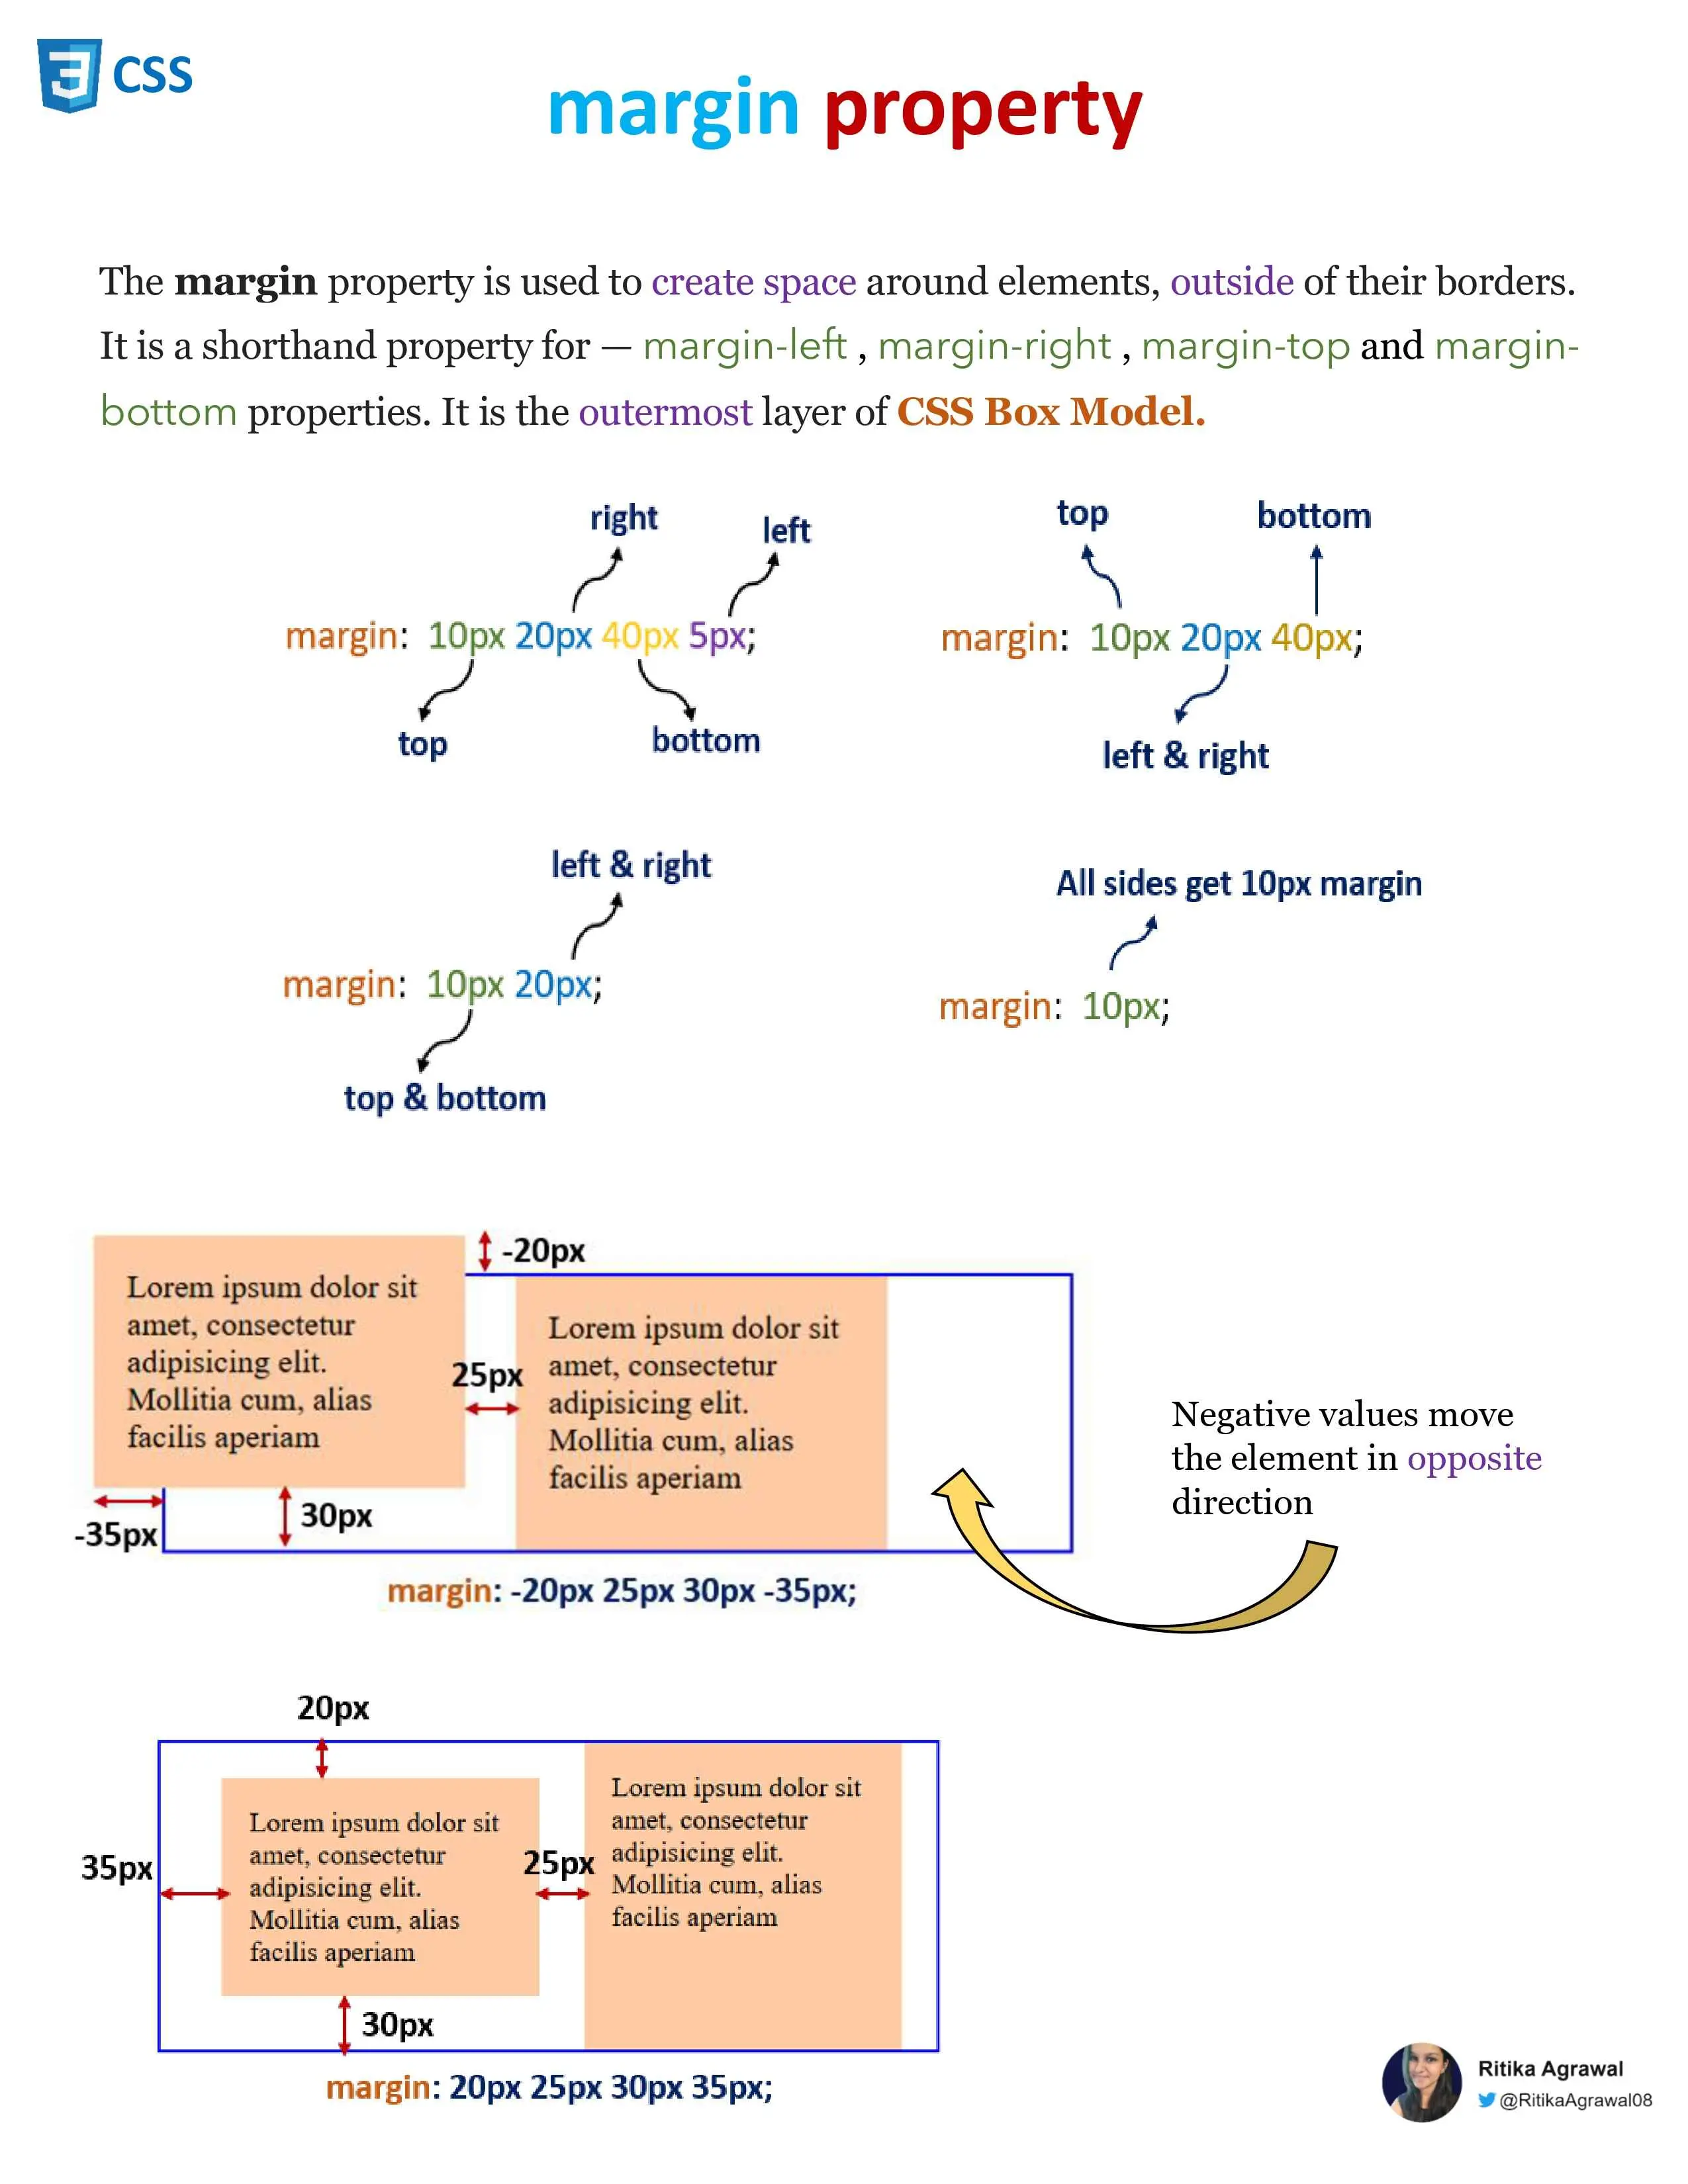 CSS
margin property
The margin property is used to create space around elements, outside of their borders.
It is a shorthand property for — margin-left , margin-right , margin-top and margin-
bottom properties. It is the outermost layer of CSS Box Model.
right
left
margin: 10px 20px 40px 5px;
top
bottom
top
bottom
margin: 10px 20px 40px;
left & right
left & right
margin: 10px 20px;
top & bottom
All sides get 10px margin
margin: 10px;
-20px
Lorem ipsum dolor sit
amet, consectetur
adipisicing elit.
Mollitia cum, alias
facilis aperiam
25px
Lorem ipsum dolor sit
amet, consectetur
adipisicing elit.
Mollitia cum, alias
facilis aperiam
-35px
30px
margin: -20px 25px 30px -35px;
Negative values move
the element in opposite
direction
20px
35px
Lorem ipsum dolor sit
amet, consectetur
adipisicing elit.
Mollitia cum, alias
facilis aperiam
25px
Lorem ipsum dolor sit
amet, consectetur
adipisicing elit.
Mollitia cum, alias
facilis aperiam
30px
margin: 20px 25px 30px 35px;
Ritika Agrawal
@RitikaAgrawal08